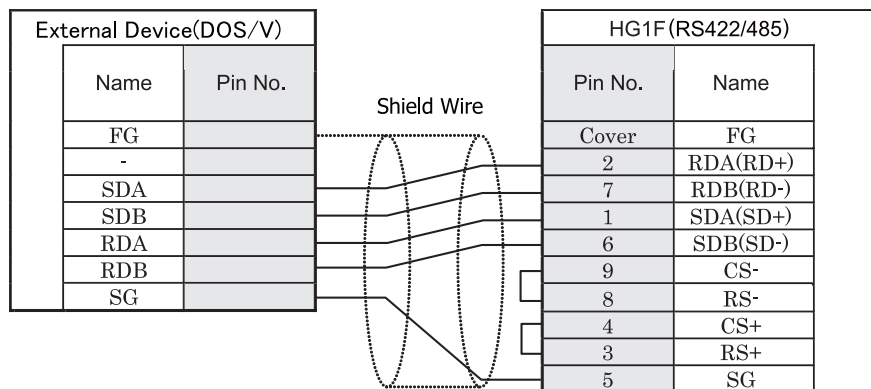 External Device(DOS/V)
Name Pin No.
FG
-
SDA
SDB
RDA
RDB
SG
Shield Wire
HG1F(RS422/485)
Pin No. Name
Cover FG
2 RDA(RD+)
7 RDB(RD-)
1 SDA(SD+)
6 SDB(SD-)
9 CS-
8 RS-
4 CS+
3 RS+
5 SG